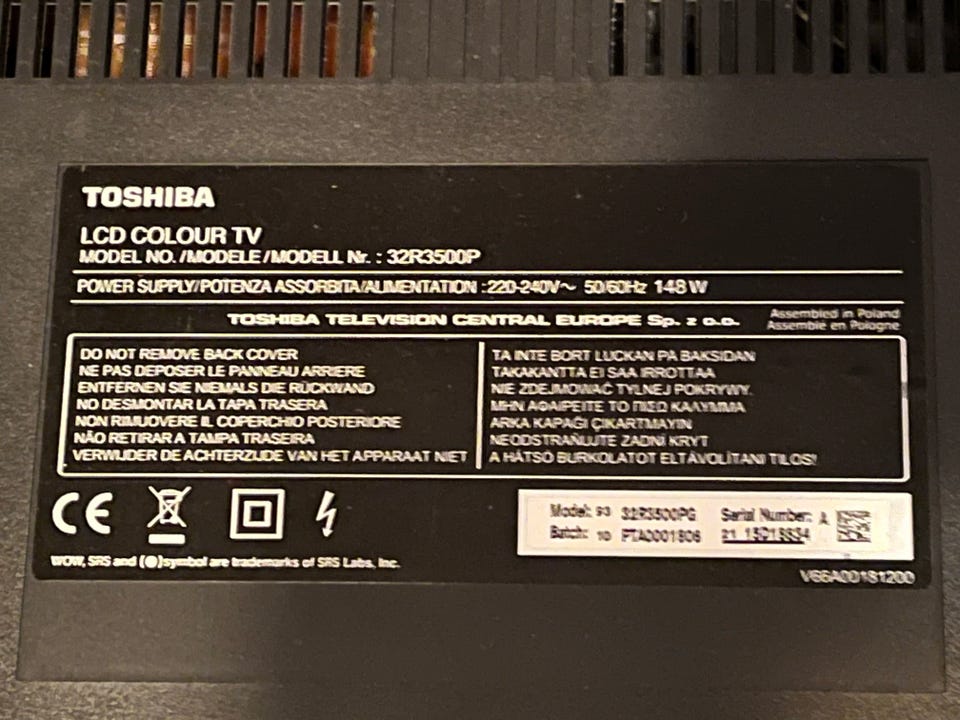 TOSHIBA
LCD COLOUR TV
MODEL NO./MODELE/MODELL Nr. : 32R3500P
POWER SUPPLY/POTENZA ASSORBITA/ALIMENTATION :220-240V~ 50/60Hz 148W
TOSHIBA TELEVISION CENTRAL EUROPE Sp. z o.o.
Assembled in Poland
Assemblé en Pologne
DO NOT REMOVE BACK COVER
NE PAS DEPOSER LE PANNEAU ARRIERE
ENTFERNEN SIE NIEMALS DIE RÜCKWAND
NO DESMONTAR LA TAPA TRASERA
NON RIMUOVERE IL COPERCHIO POSTERIORE
NÃO RETIRAR A TAMPA TRASEIRA
VERWIJDER DE ACHTERZIJDE VAN HET APPARAAT NIET
TA INTE BORT LUCKAN PA BAKSIDAN
TAKAKANTTA EI SAA IRROTTAA
NIE ZDEJMOWAĆ TYLNEJ POKRYWY.
ΜΗΝ ΑΦΑΙΡΕΙΤΕ ΤΟ ΠΙΣΩ ΚΑΛΥΜΜΑ
ARKA KAPAĞI ÇIKARTMAYIN
NEODSTRAŇUJTE ZADNÍ KRYT
A HÁTSÓ BURKOLATOT ELTÁVOLÍTANI TILOS!
CE
WOW, SRS and (●) symbol are trademarks of SRS Labs, Inc.
Model: 93 32R3500PG
Batch: 10 PTA0001806
Serial Number: A
V66A00181200